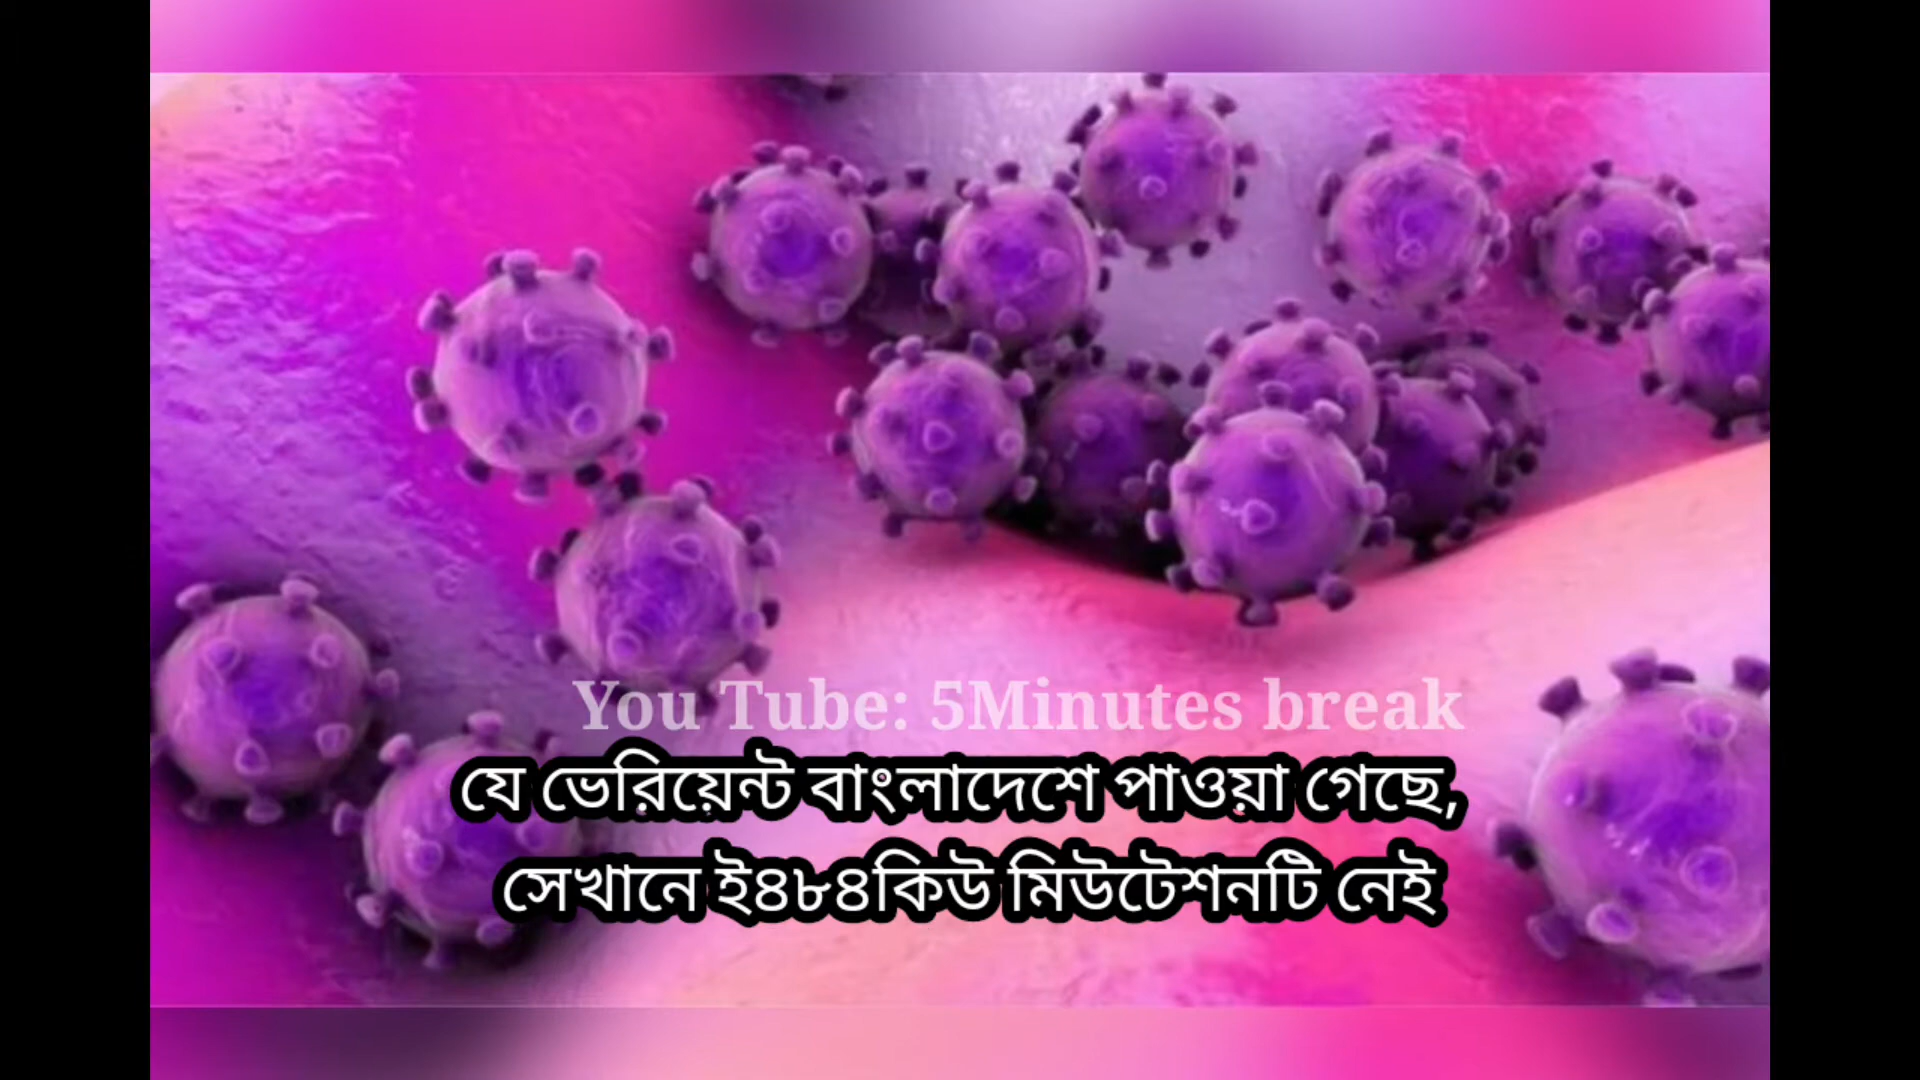 You Tube: 5Minutes break
যে ভেরিয়েন্ট বাংলাদেশে পাওয়া গেছে,
সেখানে ই৪৮৪কিউ মিউটেশনটি নেই